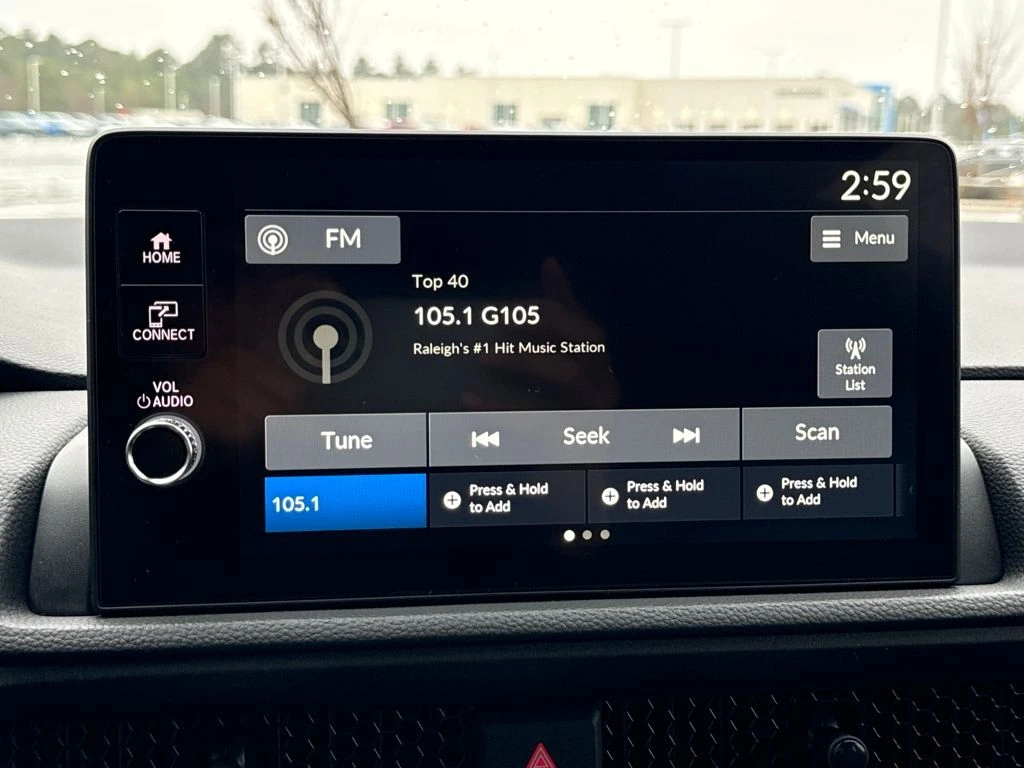 2:59
HOME
FM
Menu
CONNECT
Top 40
105.1 G105
Raleigh's #1 Hit Music Station
Station
List
VOL
AUDIO
Tune
Seek
Scan
105.1
Press & Hold
to Add
Press & Hold
to Add
Press & Hold
to Add